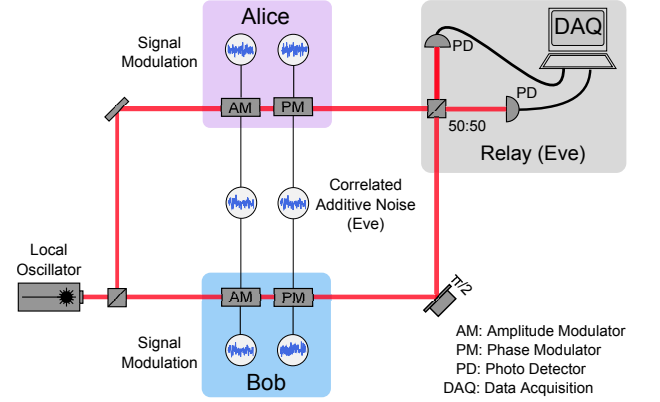 Alice
Signal
Modulation
AM
PM
PD
DAQ
PD
50:50
Relay (Eve)
Correlated
Additive Noise
(Eve)
Local
Oscillator
AM
PM
π/2
Signal
Modulation
Bob
AM: Amplitude Modulator
PM: Phase Modulator
PD: Photo Detector
DAQ: Data Acquisition